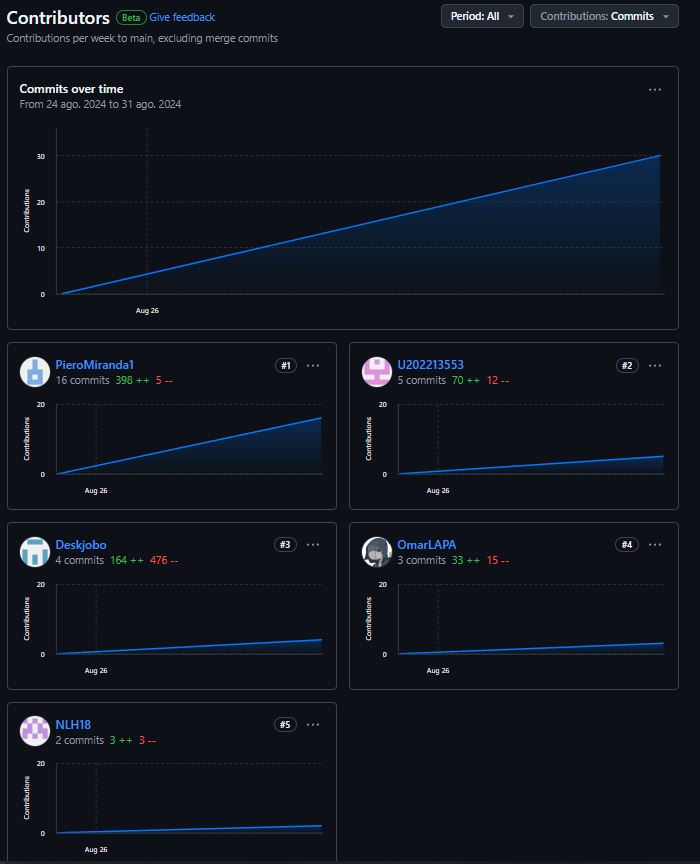 Contributors Beta Give feedback
Period: All
Contributions: Commits
Contributions per week to main, excluding merge commits
Commits over time
From 24 ago. 2024 to 31 ago. 2024
30
20
10
0
Contributions
Aug 26
PieroMiranda1 #1
16 commits 398 ++ 5 --
20
0
Contributions
Aug 26
U202213553 #2
5 commits 70 ++ 12 --
20
0
Contributions
Aug 26
Deskjobo #3
4 commits 164 ++ 476 --
20
0
Contributions
Aug 26
OmarLAPA #4
3 commits 33 ++ 15 --
20
0
Contributions
Aug 26
NLH18 #5
2 commits 3 ++ 3 --
20
0
Contributions
Aug 26